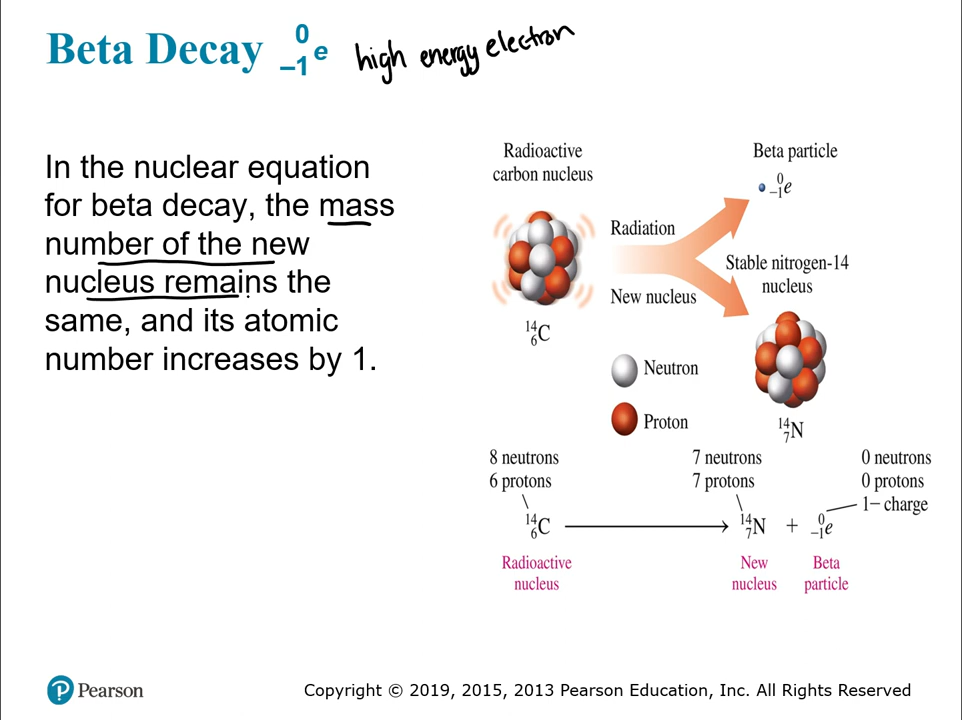 Beta Decay ⁰₋₁e high energy electron
In the nuclear equation
for beta decay, the mass
number of the new
nucleus remains the
same, and its atomic
number increases by 1.
Radioactive
carbon nucleus
¹⁴₆C
Radiation
New nucleus
Beta particle
⁰₋₁e
Stable nitrogen-14
nucleus
¹⁴₇N
Neutron
Proton
8 neutrons
6 protons
7 neutrons
7 protons
0 neutrons
0 protons
1− charge
¹⁴₆C ⟶ ¹⁴₇N + ⁰₋₁e
Radioactive
nucleus
New
nucleus
Beta
particle
Pearson
Copyright © 2019, 2015, 2013 Pearson Education, Inc. All Rights Reserved